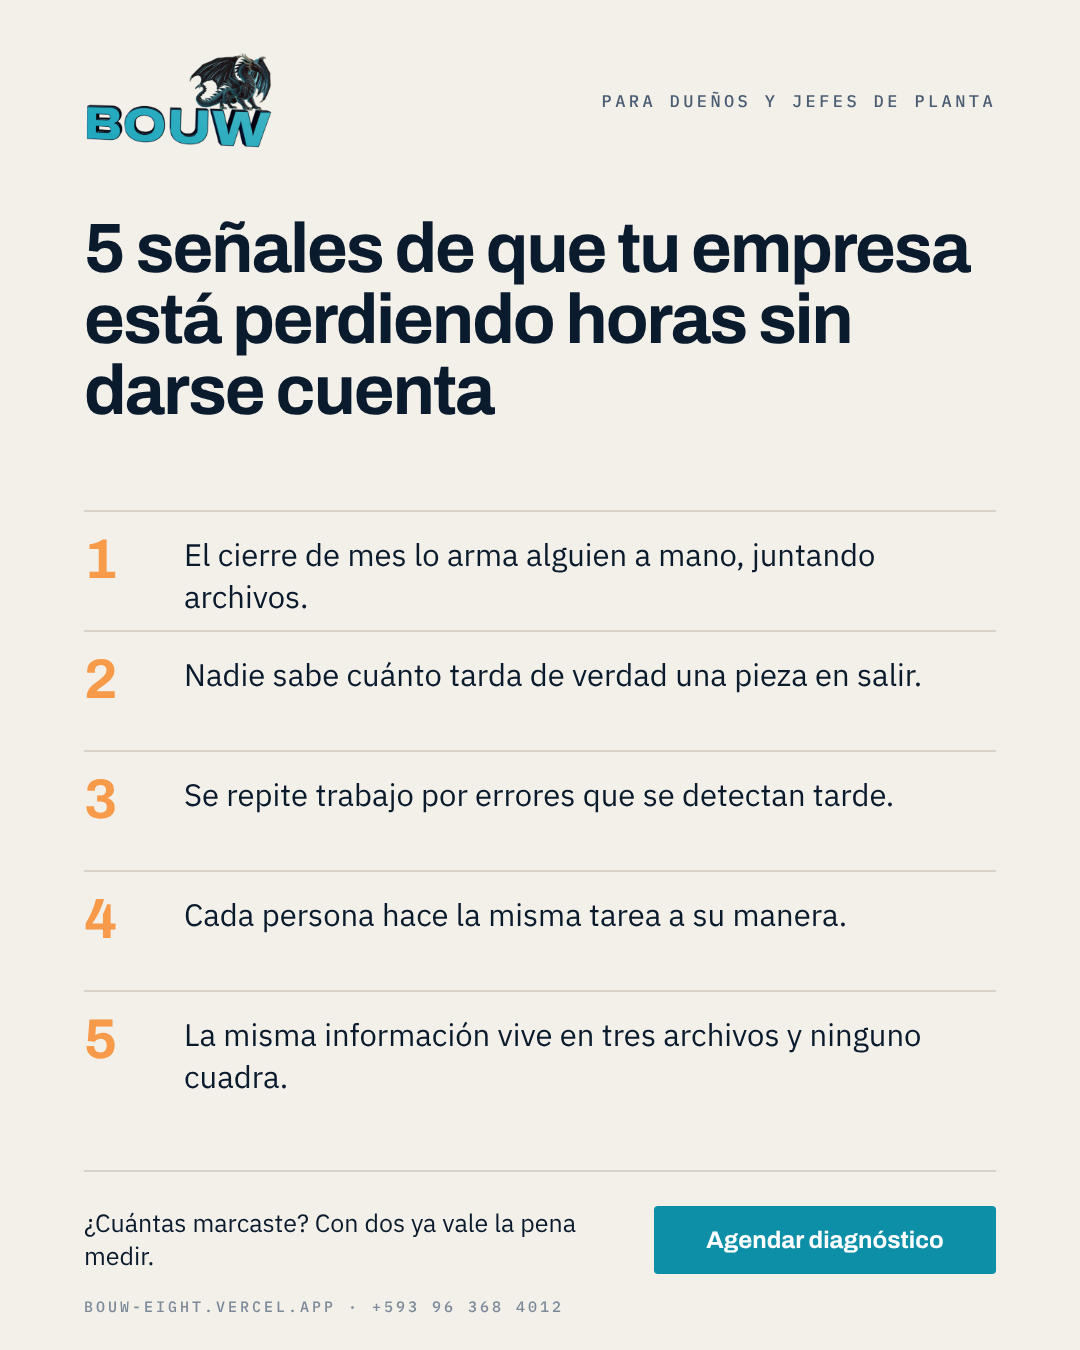 BOUW
PARA DUEÑOS Y JEFES DE PLANTA
5 señales de que tu empresa
está perdiendo horas sin
darse cuenta
1
El cierre de mes lo arma alguien a mano, juntando
archivos.
2
Nadie sabe cuánto tarda de verdad una pieza en salir.
3
Se repite trabajo por errores que se detectan tarde.
4
Cada persona hace la misma tarea a su manera.
5
La misma información vive en tres archivos y ninguno
cuadra.
¿Cuántas marcaste? Con dos ya vale la pena
medir.
Agendar diagnóstico
BOUW-EIGHT.VERCEL.APP · +593 96 368 4012